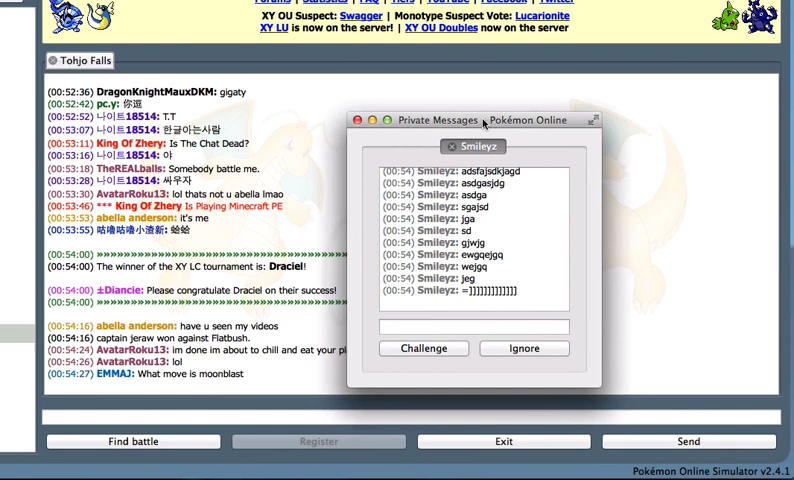 Forums | Statistics | FAQ | Tiers | YouTube | Facebook | Twitter
XY OU Suspect: Swagger | Monotype Suspect Vote: Lucarionite
XY LU is now on the server! | XY OU Doubles now on the server
Tohjo Falls
(00:52:36) DragonKnightMauxDKM: gigaty
(00:52:42) pc.y: 你逗
(00:52:52) 나이트18514: T.T
(00:53:07) 나이트18514: 한글아는사람
(00:53:11) King Of Zhery: Is The Chat Dead?
(00:53:16) 나이트18514: 야
(00:53:18) TheREALballs: Somebody battle me.
(00:53:28) 나이트18514: 싸우자
(00:53:30) AvatarRoku13: lol thats not u abella lmao
(00:53:46) *** King Of Zhery Is Playing Minecraft PE
(00:53:53) abella anderson: it's me
(00:53:55) 咕噜咕噜小渣新: 蛤蛤
(00:54:00) »»»»»»»»»»»»»»»»»»»»»»»»»»»»»»
(00:54:00) The winner of the XY LC tournament is: Draciel!
(00:54:00) ±Diancie: Please congratulate Draciel on their success!
(00:54:00) »»»»»»»»»»»»»»»»»»»»»»»»»»»»»»
(00:54:16) abella anderson: have u seen my videos
(00:54:16) captain jeraw won against Flatbush.
(00:54:24) AvatarRoku13: im done im about to chill and eat your pl
(00:54:26) AvatarRoku13: lol
(00:54:27) EMMAJ: What move is moonblast
Private Messages - Pokémon Online
Smileyz
(00:54) Smileyz: adsfajsdkjagd
(00:54) Smileyz: asdgasjdg
(00:54) Smileyz: asdga
(00:54) Smileyz: sgajsd
(00:54) Smileyz: jga
(00:54) Smileyz: sd
(00:54) Smileyz: gjwjg
(00:54) Smileyz: ewgqejgq
(00:54) Smileyz: wejgq
(00:54) Smileyz: jeg
(00:54) Smileyz: =]]]]]]]]]]]]]
Challenge
Ignore
Find battle
Register
Exit
Send
Pokémon Online Simulator v2.4.1